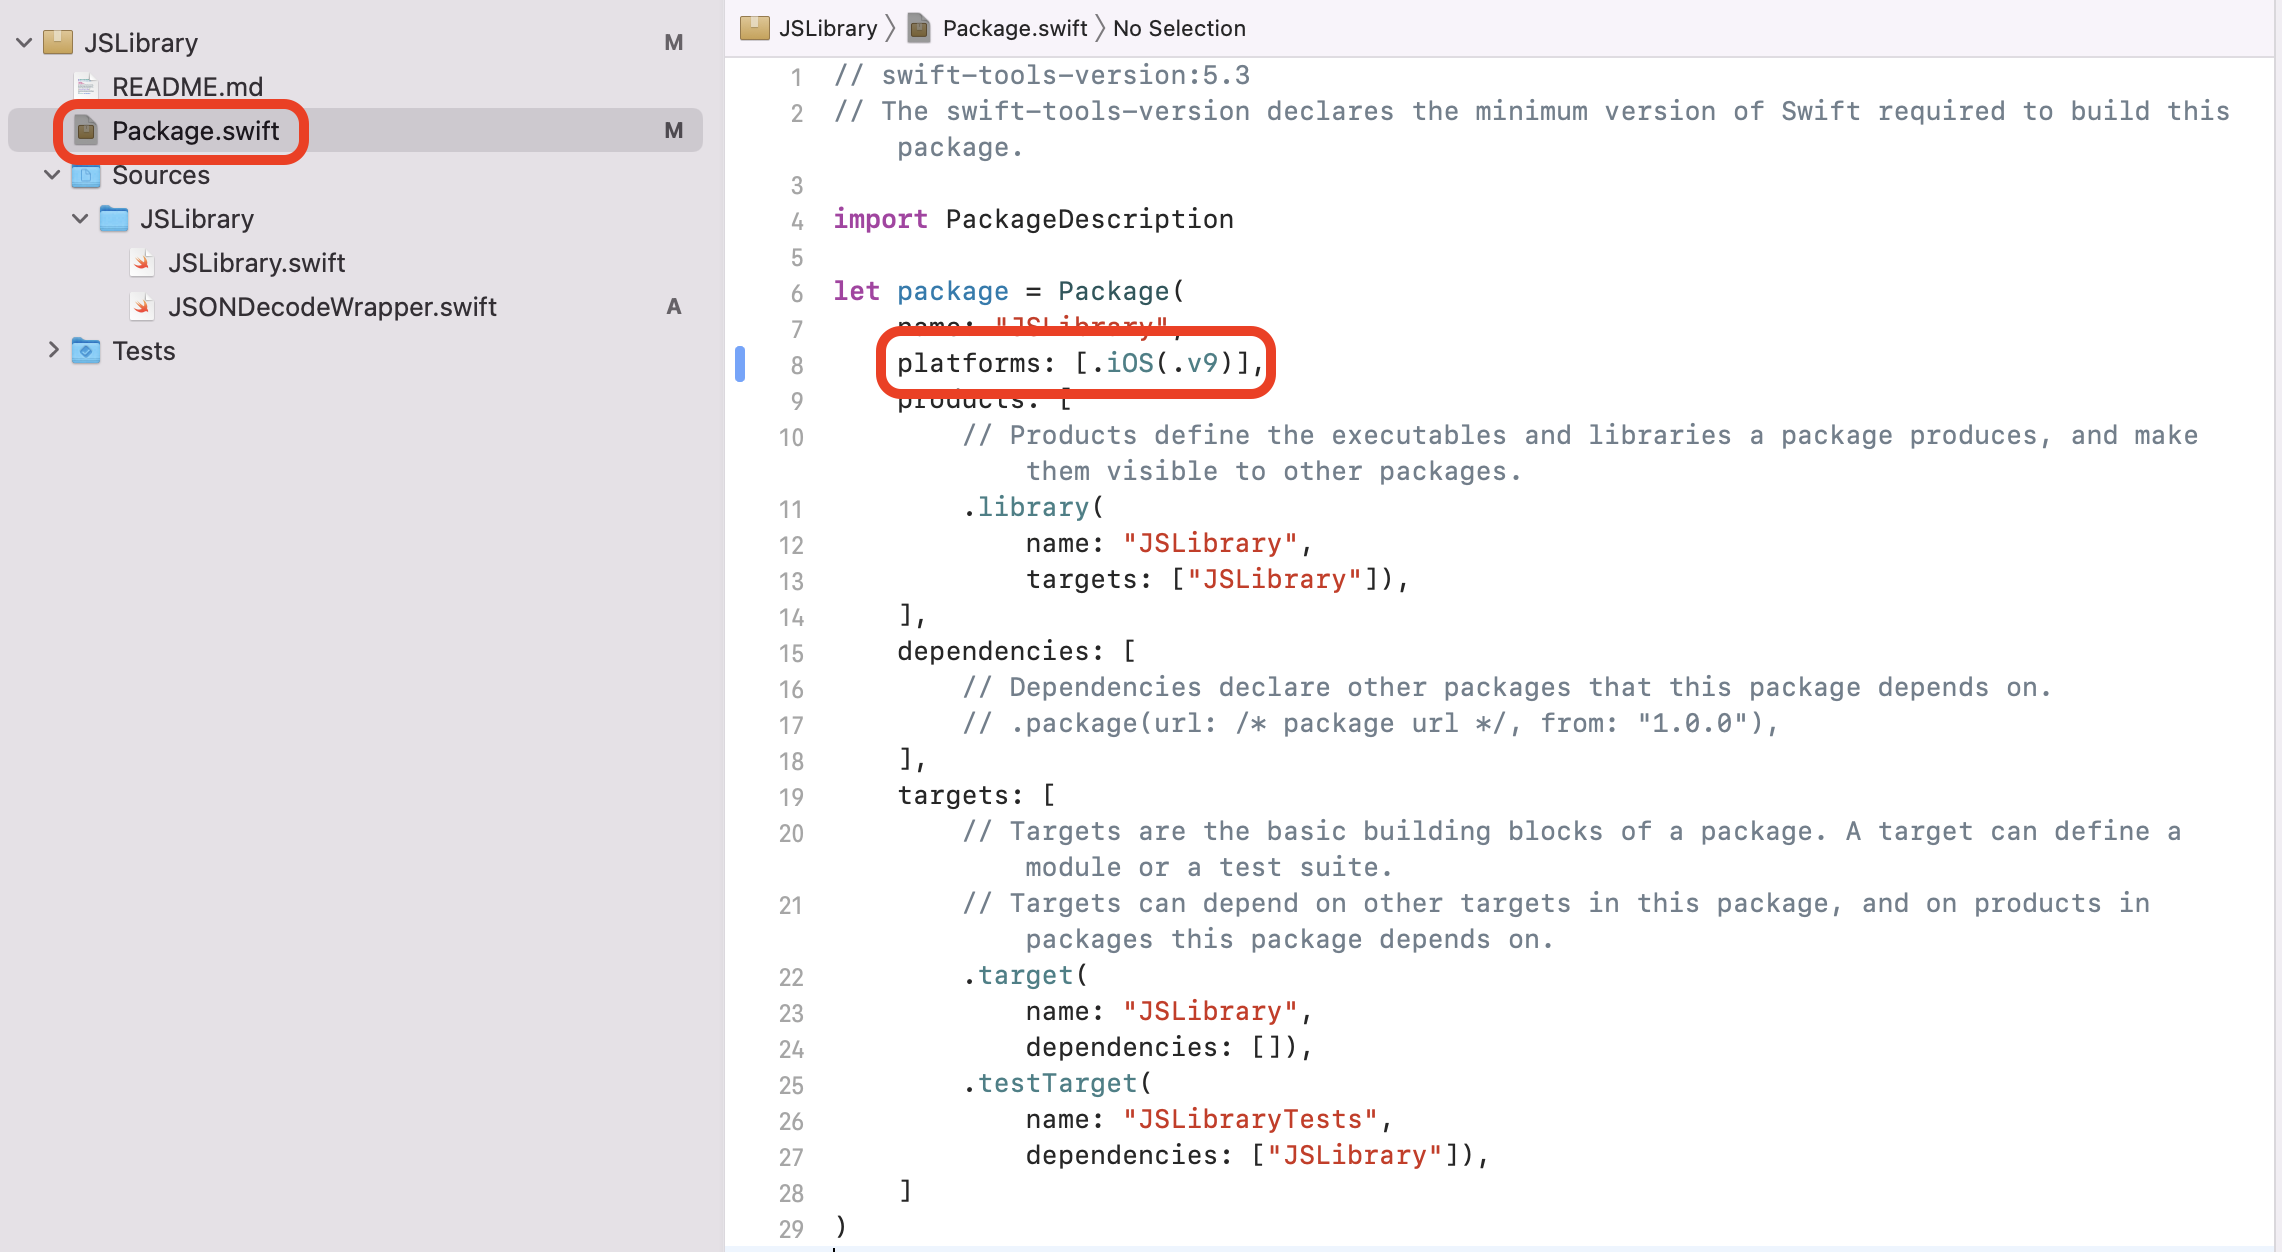 JSLibrary M
README.md
Package.swift M
Sources
JSLibrary
JSLibrary.swift
JSONDecodeWrapper.swift A
Tests
JSLibrary 〉 Package.swift 〉 No Selection
1 // swift-tools-version:5.3
2 // The swift-tools-version declares the minimum version of Swift required to build this
package.
3
4 import PackageDescription
5
6 let package = Package(
7 name: "JSLibrary",
8 platforms: [.iOS(.v9)],
9 products: [
10 // Products define the executables and libraries a package produces, and make
them visible to other packages.
11 .library(
12 name: "JSLibrary",
13 targets: ["JSLibrary"]),
14 ],
15 dependencies: [
16 // Dependencies declare other packages that this package depends on.
17 // .package(url: /* package url */, from: "1.0.0"),
18 ],
19 targets: [
20 // Targets are the basic building blocks of a package. A target can define a
module or a test suite.
21 // Targets can depend on other targets in this package, and on products in
packages this package depends on.
22 .target(
23 name: "JSLibrary",
24 dependencies: []),
25 .testTarget(
26 name: "JSLibraryTests",
27 dependencies: ["JSLibrary"]),
28 ]
29 )